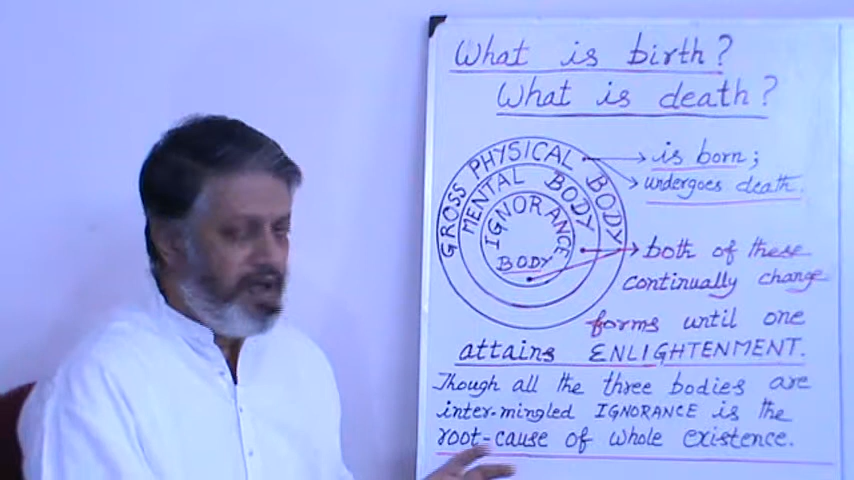 What is birth?
What is death?
GROSS PHYSICAL BODY
MENTAL BODY
IGNORANCE
BODY
is born;
undergoes death.
both of these
continually change
forms until one
attains ENLIGHTENMENT.
Though all the three bodies are
inter-mingled IGNORANCE is the
root-cause of whole existence.